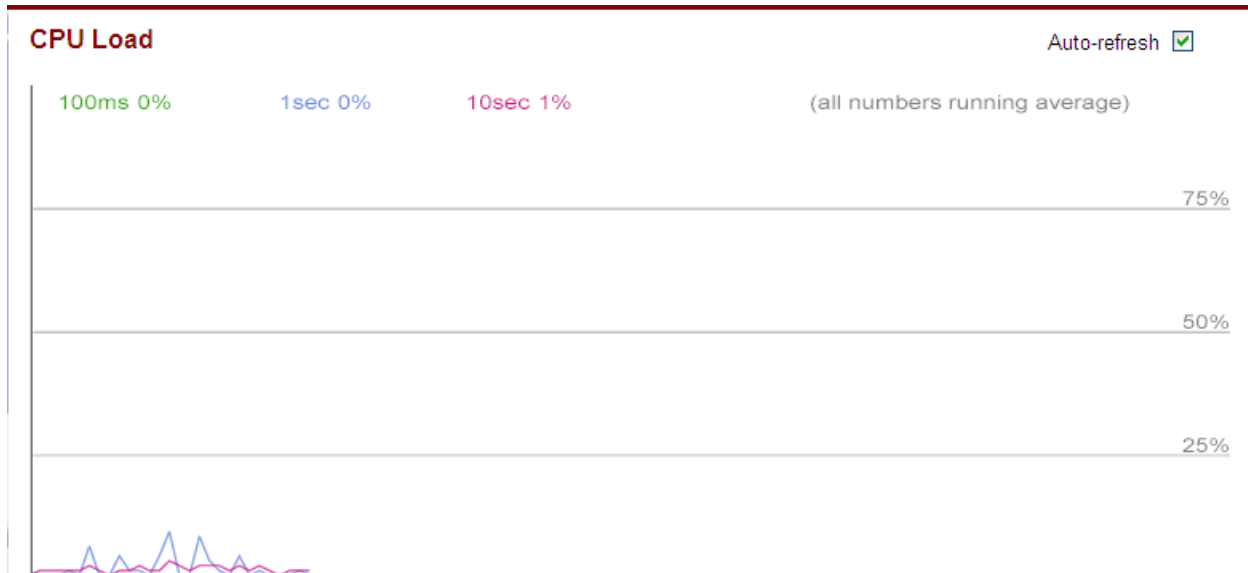 CPU Load
Auto-refresh
100ms 0% 1sec 0% 10sec 1% (all numbers running average)
75%
50%
25%